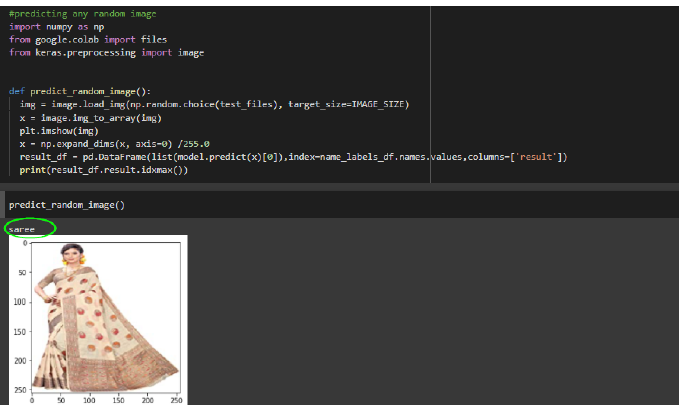 #predicting any random image
import numpy as np
from google.colab import files
from keras.preprocessing import image
def predict_random_image():
img = image.load_img(np.random.choice(test_files), target_size=IMAGE_SIZE)
x = image.img_to_array(img)
plt.imshow(img)
x = np.expand_dims(x, axis=0) /255.0
result_df = pd.DataFrame(list(model.predict(x)[0]),index=name_labels_df.names.values,columns=['result'])
print(result_df.result.idxmax())
predict_random_image()
saree
0
50
100
150
200
250
0 50 100 150 200 250